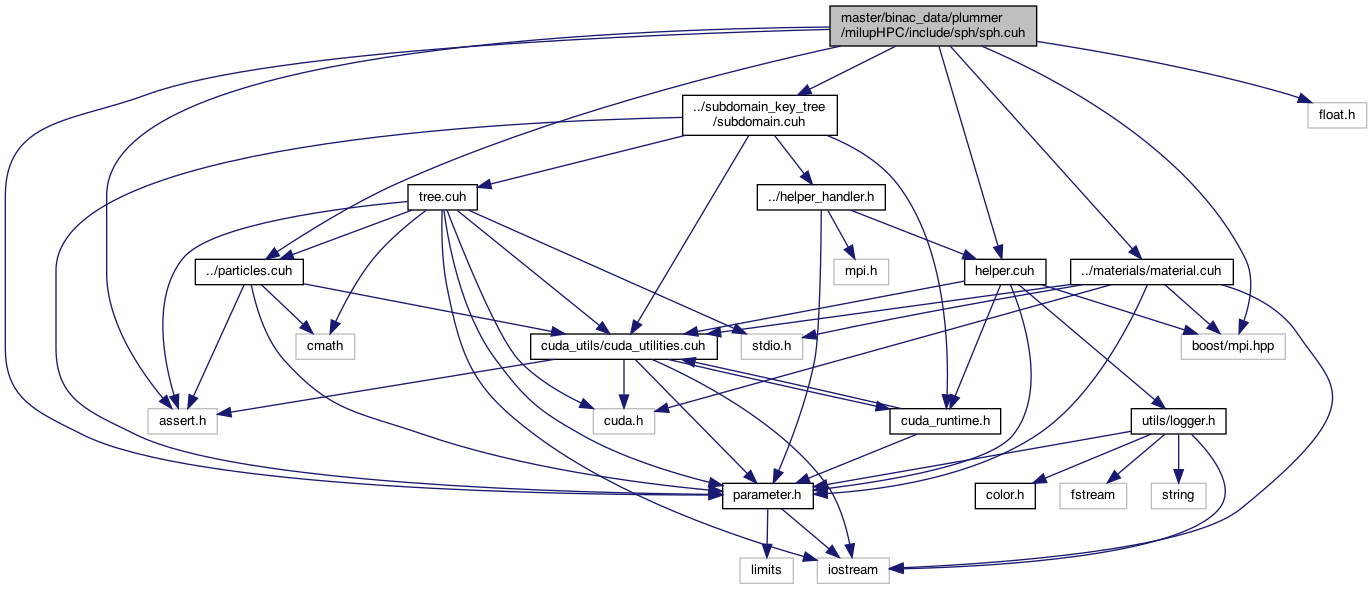 master/binac_data/plummer
/milupHPC/include/sph/sph.cuh
../subdomain_key_tree
/subdomain.cuh
float.h
tree.cuh
../helper_handler.h
../particles.cuh
mpi.h
helper.cuh
../materials/material.cuh
cmath
cuda_utils/cuda_utilities.cuh
stdio.h
boost/mpi.hpp
assert.h
cuda.h
cuda_runtime.h
utils/logger.h
parameter.h
color.h
fstream
string
limits
iostream